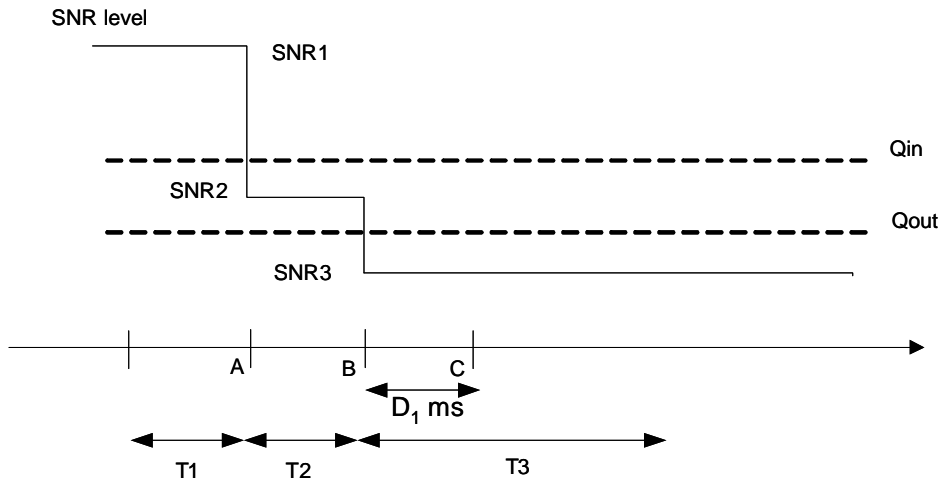 SNR level
SNR1
Qin
SNR2
Qout
SNR3
A B C
D₁ ms
T1 T2 T3